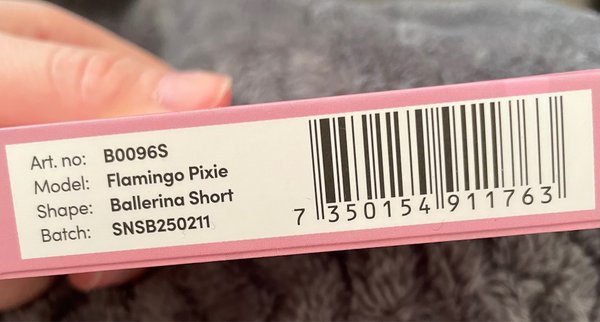 Art. no: B0096S
Model: Flamingo Pixie
Shape: Ballerina Short
Batch: SNSB250211
7 350154 911763